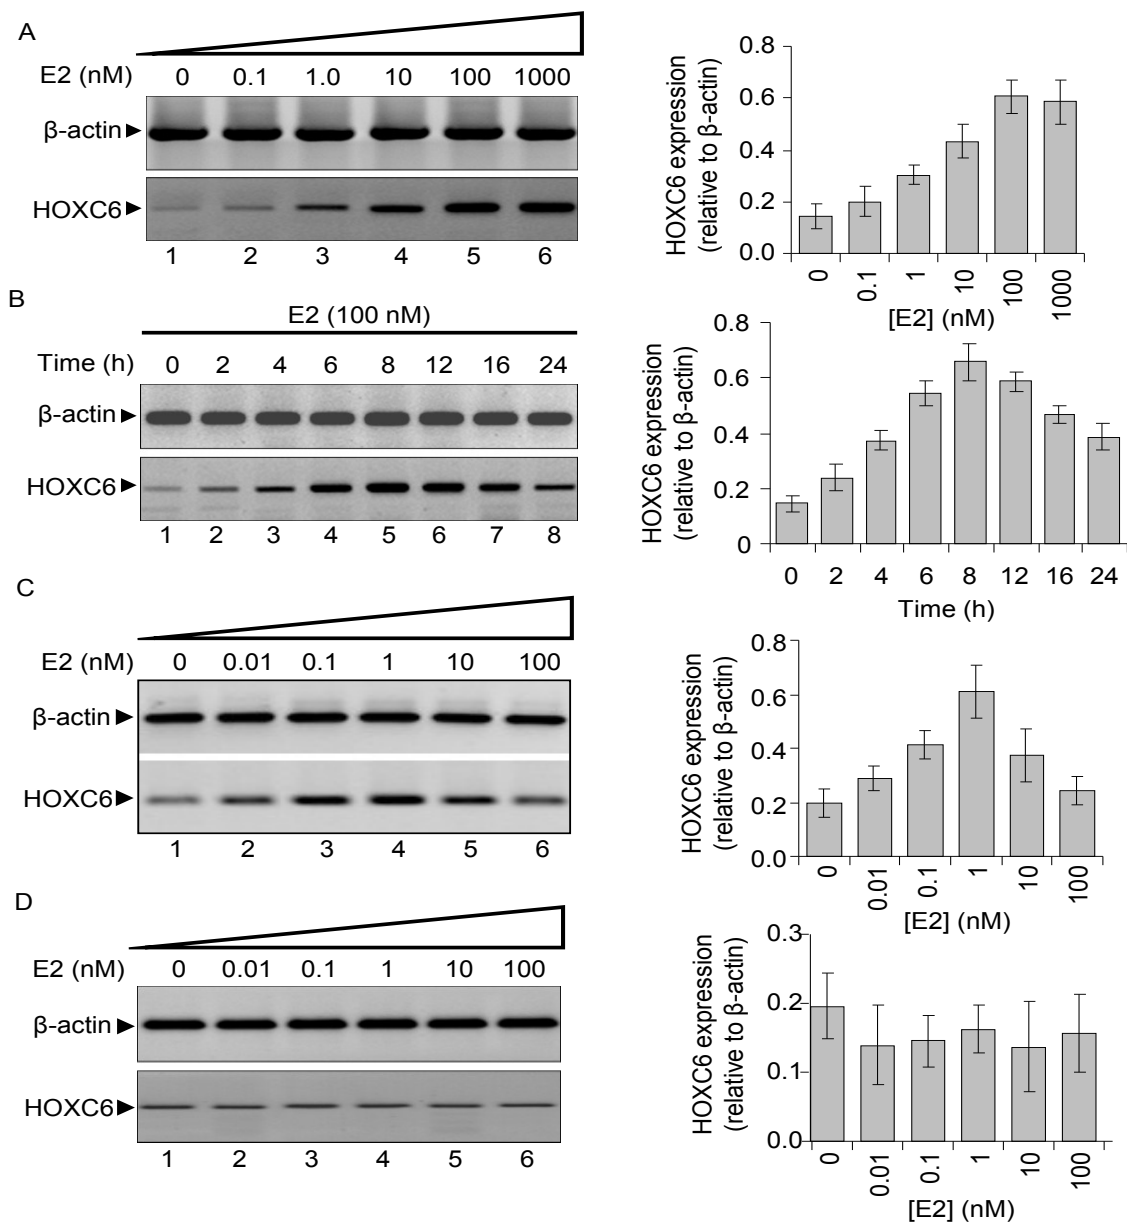 A
E2 (nM) 0 0.1 1.0 10 100 1000
β-actin
HOXC6
1 2 3 4 5 6
HOXC6 expression
(relative to β-actin)
0.8
0.6
0.4
0.2
0.0
0 0.1 1 10 100 1000
[E2] (nM)
B
E2 (100 nM)
Time (h) 0 2 4 6 8 12 16 24
β-actin
HOXC6
1 2 3 4 5 6 7 8
HOXC6 expression
(relative to β-actin)
0.8
0.6
0.4
0.2
0
0 2 4 6 8 12 16 24
Time (h)
C
E2 (nM) 0 0.01 0.1 1 10 100
β-actin
HOXC6
1 2 3 4 5 6
HOXC6 expression
(relative to β-actin)
0.8
0.6
0.4
0.2
0.0
0 0.01 0.1 1 10 100
[E2] (nM)
D
E2 (nM) 0 0.01 0.1 1 10 100
β-actin
HOXC6
1 2 3 4 5 6
HOXC6 expression
(relative to β-actin)
0.3
0.2
0.1
0.0
0 0.01 0.1 1 10 100
[E2] (nM)